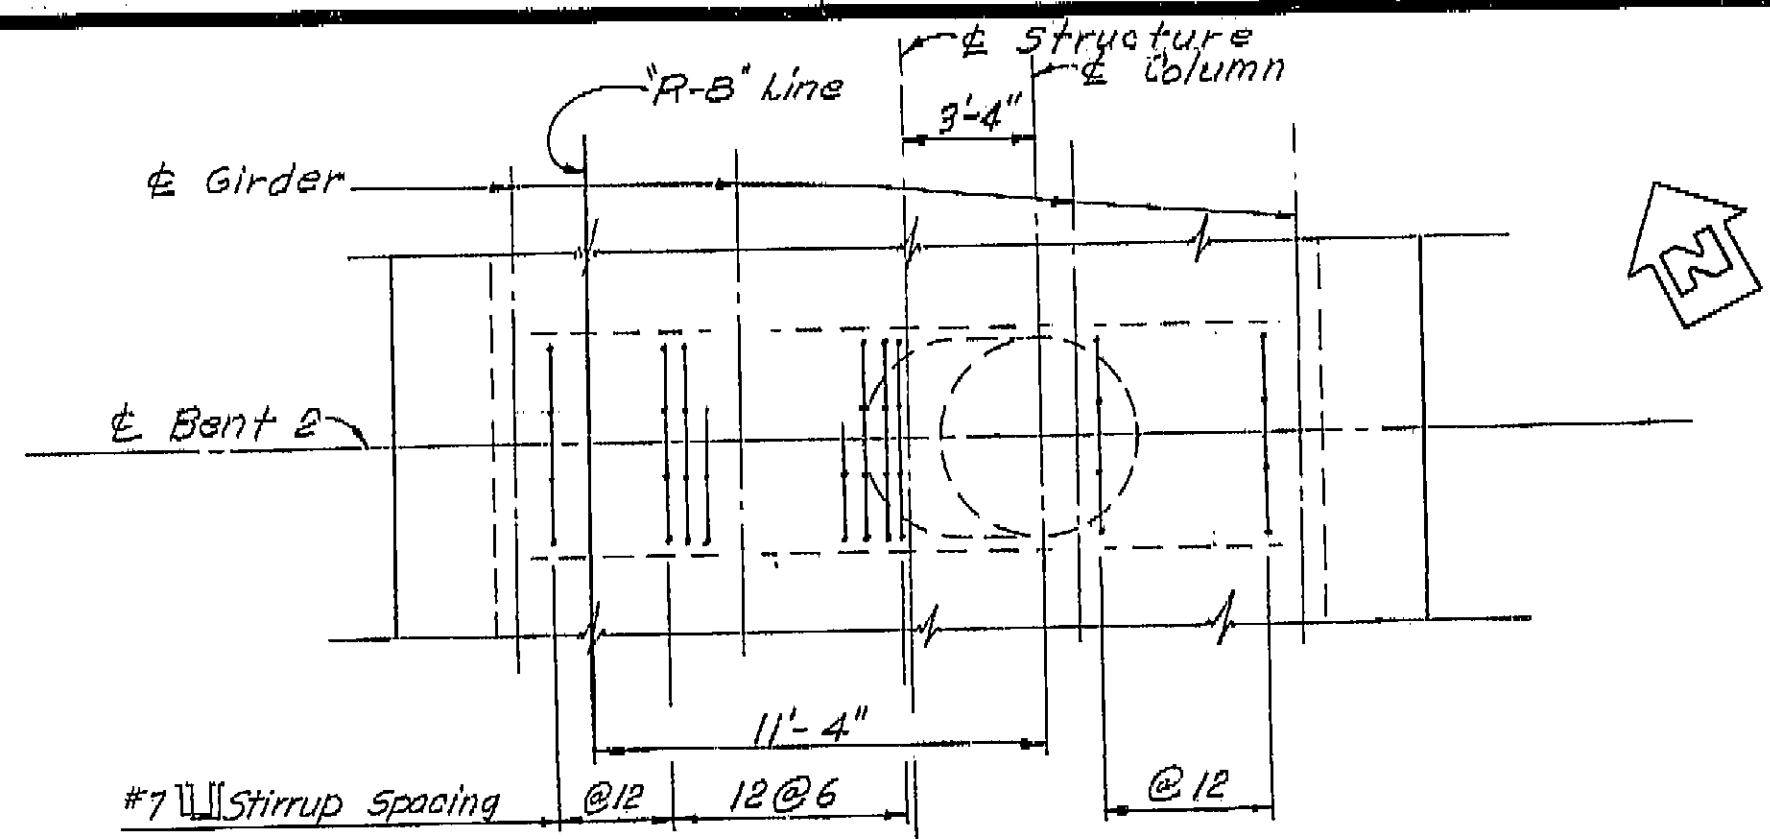 ℄ Structure
℄ Column
"R-B" Line
3'-4"
℄ Girder
N
℄ Bent 2
11'-4"
#7 Stirrup Spacing @12 12@6 @12